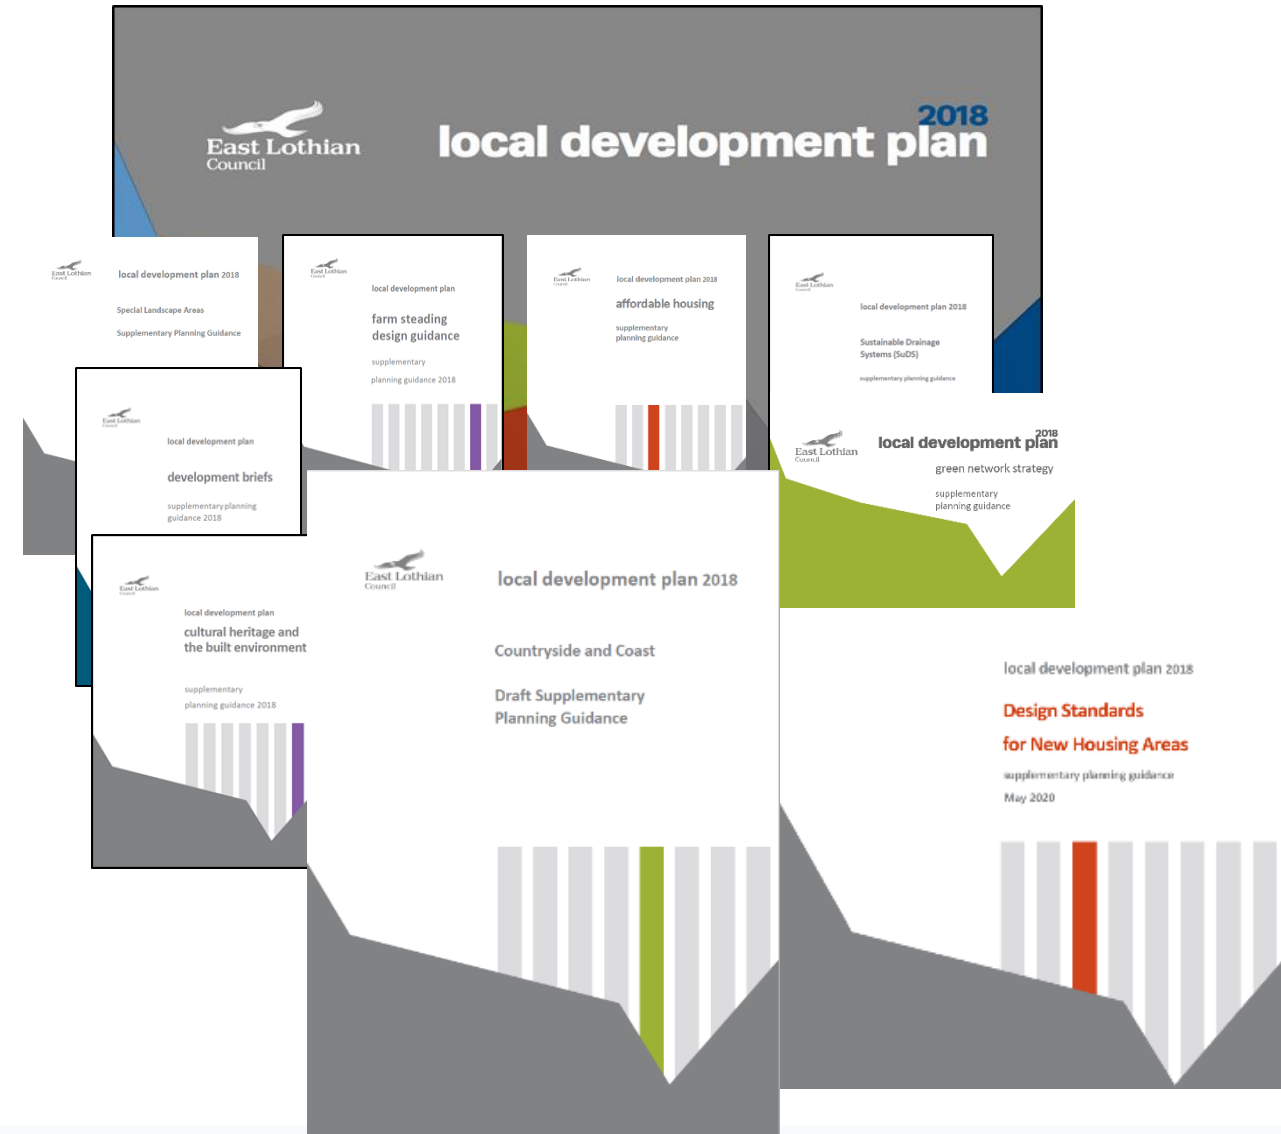 East Lothian
Council
2018
local development plan
East Lothian
Council
local development plan 2018
Special Landscape Areas
Supplementary Planning Guidance
East Lothian
Council
local development plan
farm steading
design guidance
supplementary
planning guidance 2018
East Lothian
Council
local development plan 2018
affordable housing
supplementary
planning guidance
East Lothian
Council
local development plan 2018
Sustainable Drainage
Systems (SuDS)
supplementary planning guidance
East Lothian
Council
local development plan
development briefs
supplementary planning
guidance 2018
East Lothian
Council
2018
local development plan
green network strategy
supplementary
planning guidance
East Lothian
Council
local development plan
cultural heritage and
the built environment
supplementary
planning guidance 2018
East Lothian
Council
local development plan 2018
Countryside and Coast
Draft Supplementary
Planning Guidance
local development plan 2018
Design Standards
for New Housing Areas
supplementary planning guidance
May 2020